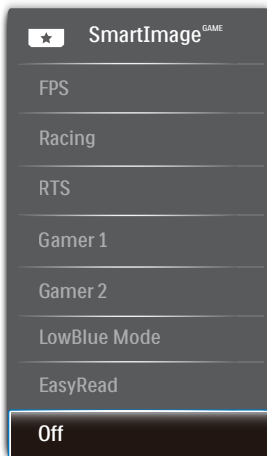 SmartImage GAME
FPS
Racing
RTS
Gamer 1
Gamer 2
LowBlue Mode
EasyRead
Off